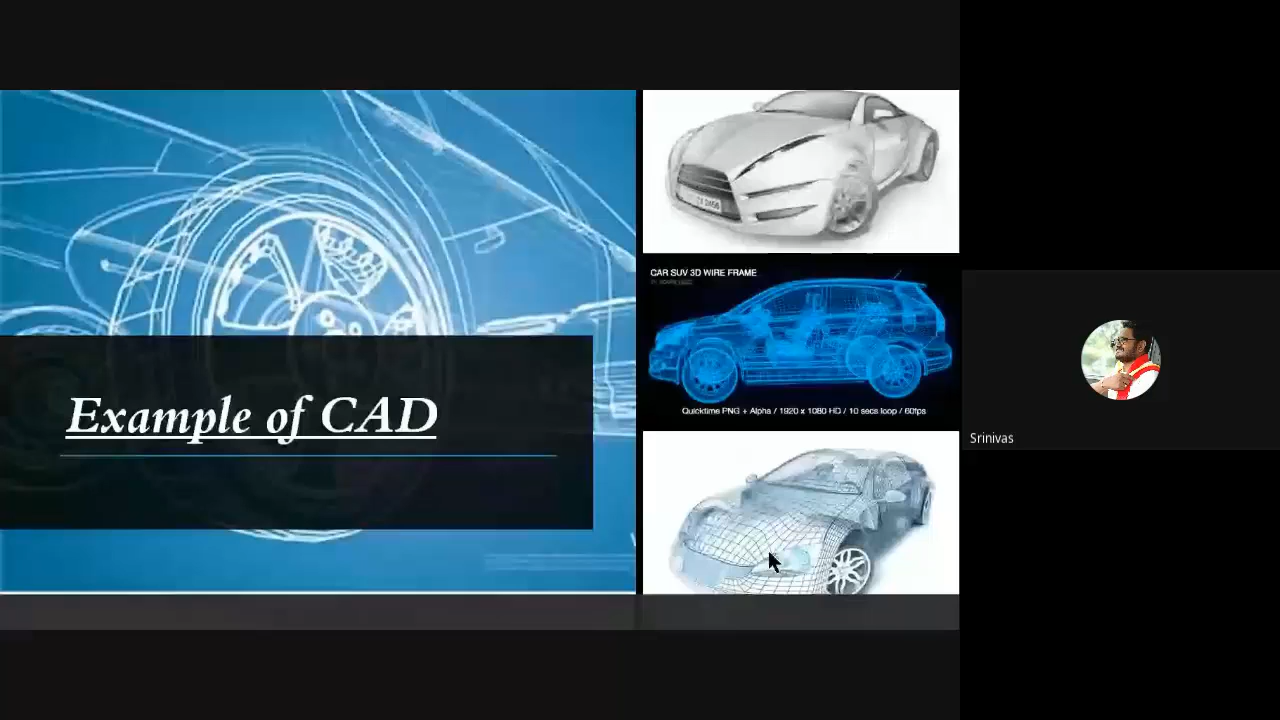 Example of CAD
CAR SUV 3D WIRE FRAME
Quicktime PNG + Alpha / 1920 x 1080 HD / 10 secs loop / 60fps
Srinivas